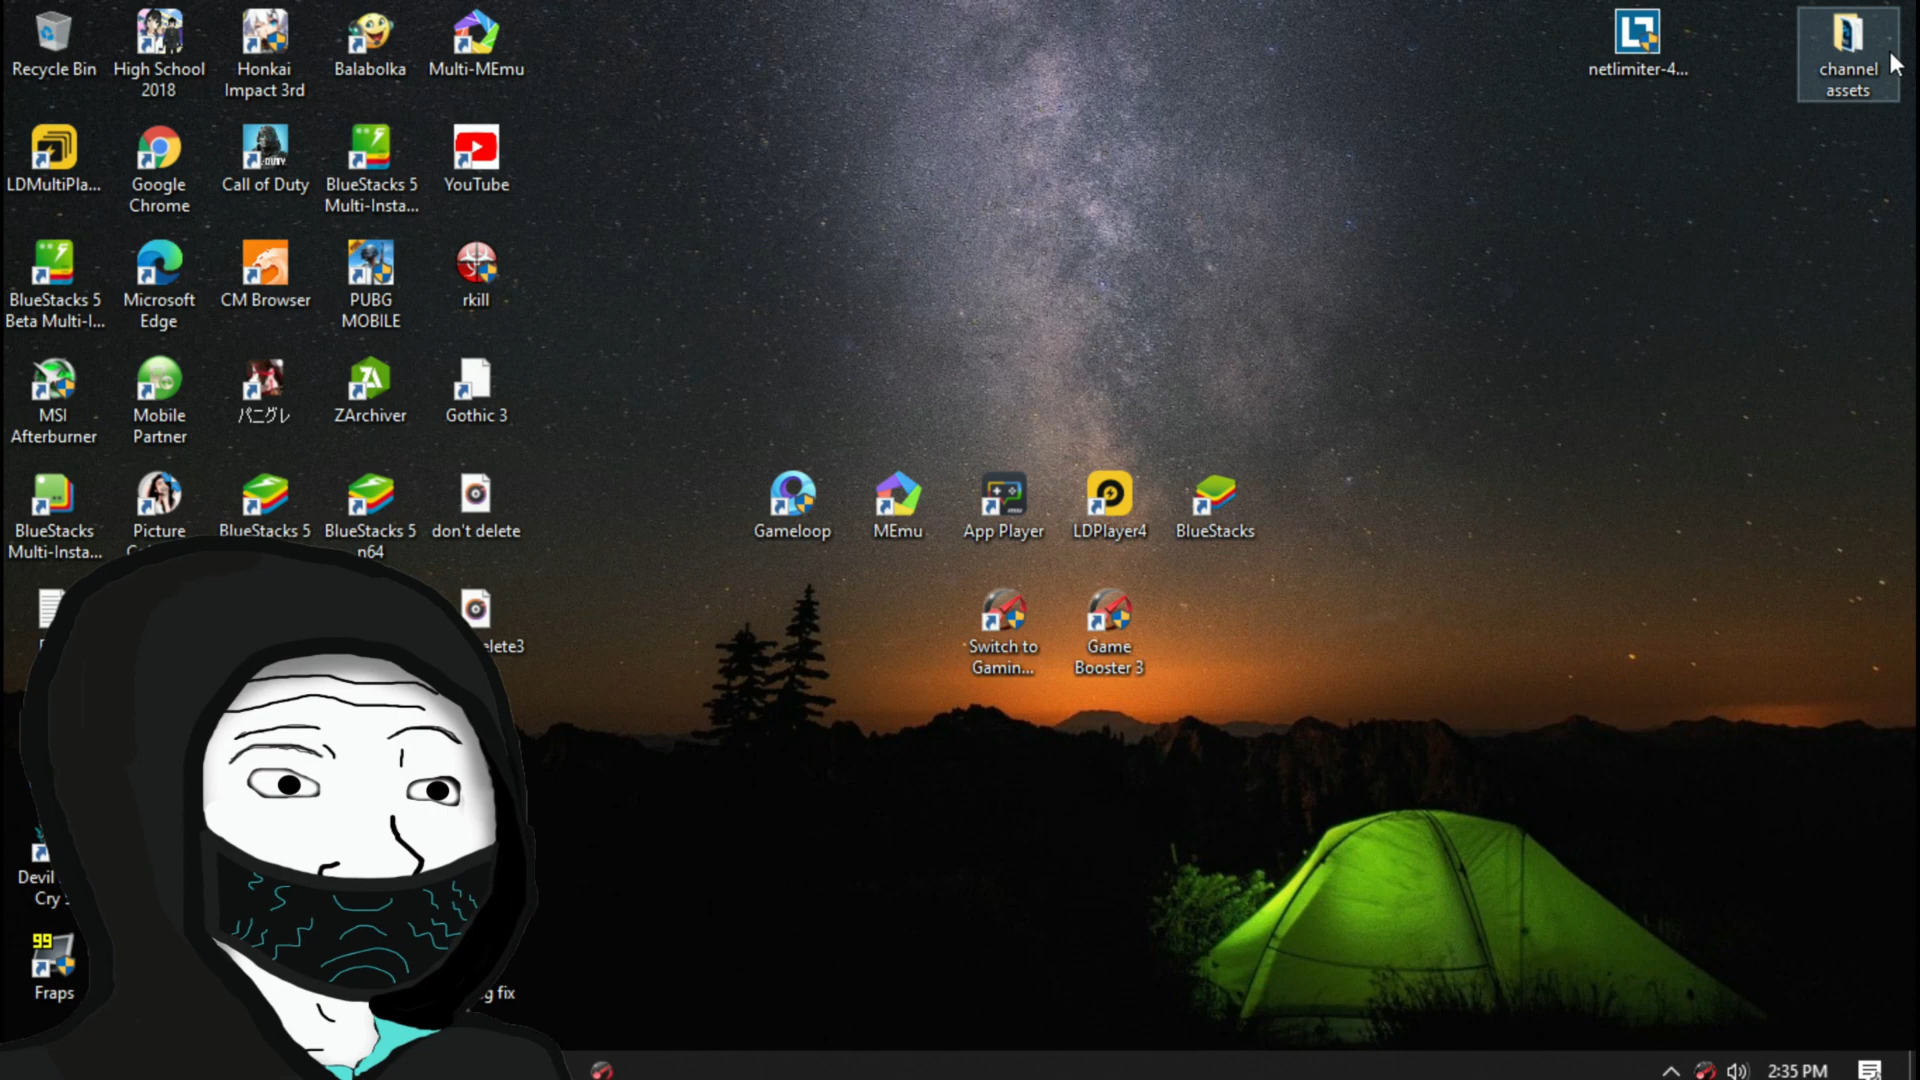 Recycle Bin
High School
2018
Honkai
Impact 3rd
Balabolka
Multi-MEmu
netlimiter-4...
channel
assets
LDMultiPla...
Google
Chrome
Call of Duty
BlueStacks 5
Multi-Insta...
YouTube
BlueStacks 5
Beta Multi-I...
Microsoft
Edge
CM Browser
PUBG
MOBILE
rkill
MSI
Afterburner
Mobile
Partner
パニグレ
ZArchiver
Gothic 3
BlueStacks
Multi-Insta...
Picture
BlueStacks 5
BlueStacks 5
n64
don't delete
Gameloop
MEmu
App Player
LDPlayer4
BlueStacks
elete3
Switch to
Gamin...
Game
Booster 3
Devil
Cry
99
Fraps
g fix
2:35 PM